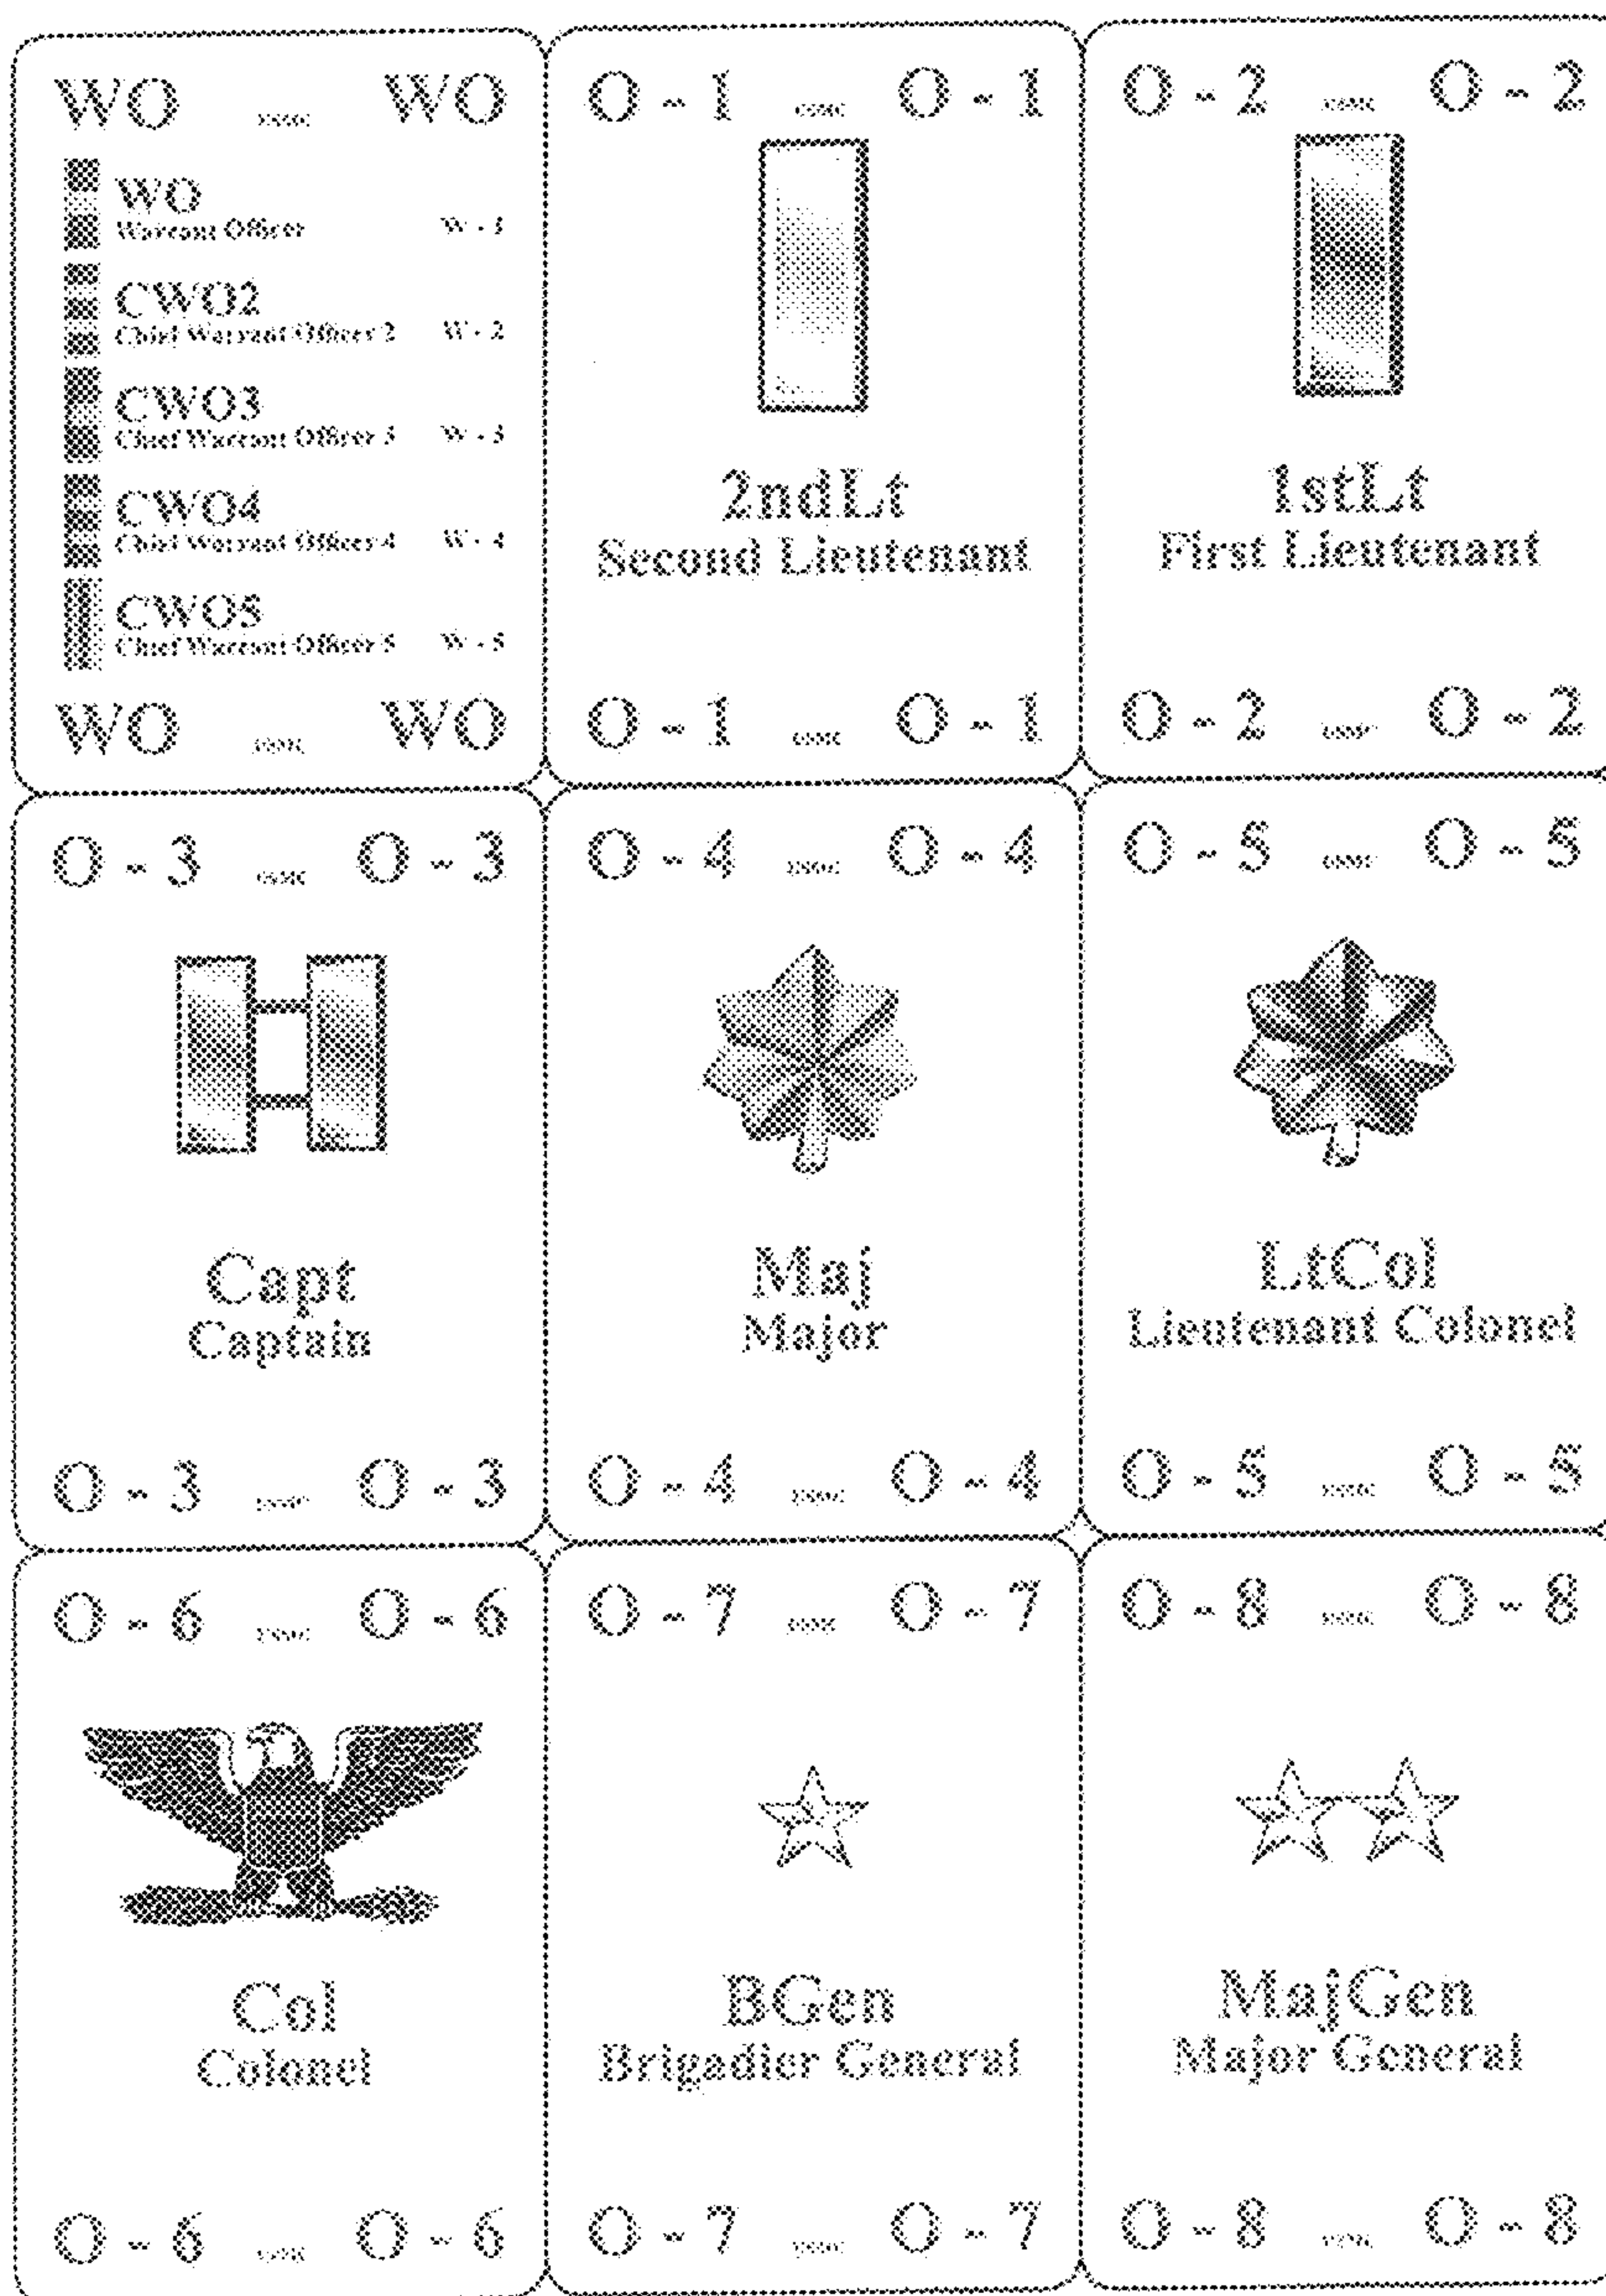 WO WO
WO
Warrant Officer W - 1
CWO2
Chief Warrant Officer 2 W - 2
CWO3
Chief Warrant Officer 3 W - 3
CWO4
Chief Warrant Officer 4 W - 4
CWO5
Chief Warrant Officer 5 W - 5
WO WO
O - 1 O - 1
2ndLt
Second Lieutenant
O - 1 O - 1
O - 2 O - 2
1stLt
First Lieutenant
O - 2 O - 2
O - 3 O - 3
Capt
Captain
O - 3 O - 3
O - 4 O - 4
Maj
Major
O - 4 O - 4
O - 5 O - 5
LtCol
Lieutenant Colonel
O - 5 O - 5
O - 6 O - 6
Col
Colonel
O - 6 O - 6
O - 7 O - 7
BGen
Brigadier General
O - 7 O - 7
O - 8 O - 8
MajGen
Major General
O - 8 O - 8